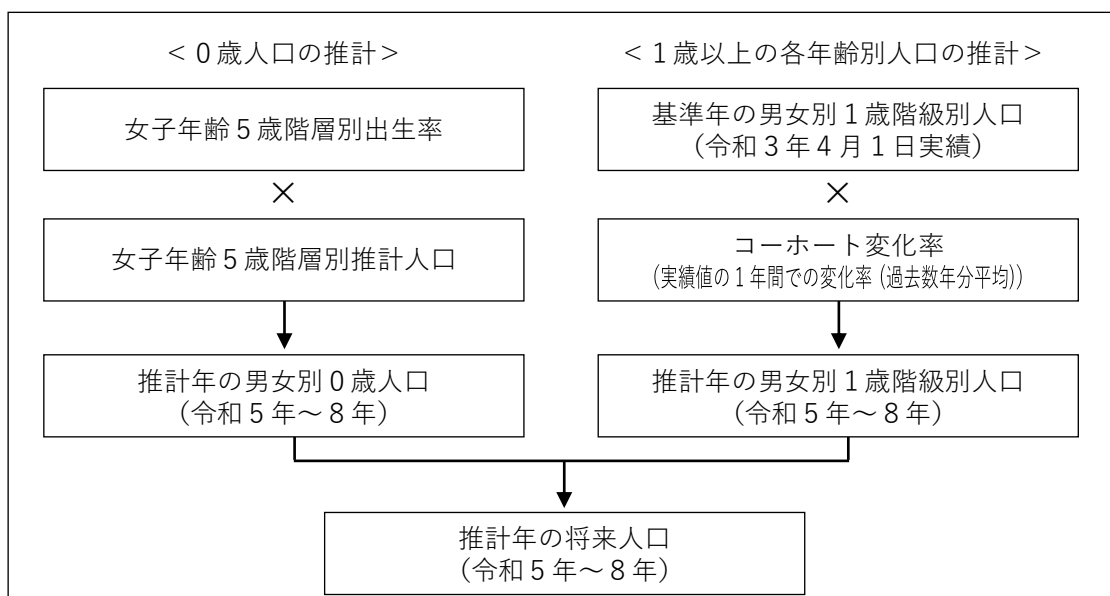 ＜０歳人口の推計＞
女子年齢５歳階層別出生率
×
女子年齢５歳階層別推計人口
推計年の男女別０歳人口
（令和５年～８年）
＜１歳以上の各年齢別人口の推計＞
基準年の男女別１歳階級別人口
（令和３年４月１日実績）
×
コーホート変化率
（実績値の１年間での変化率（過去数年分平均））
推計年の男女別１歳階級別人口
（令和５年～８年）
推計年の将来人口
（令和５年～８年）